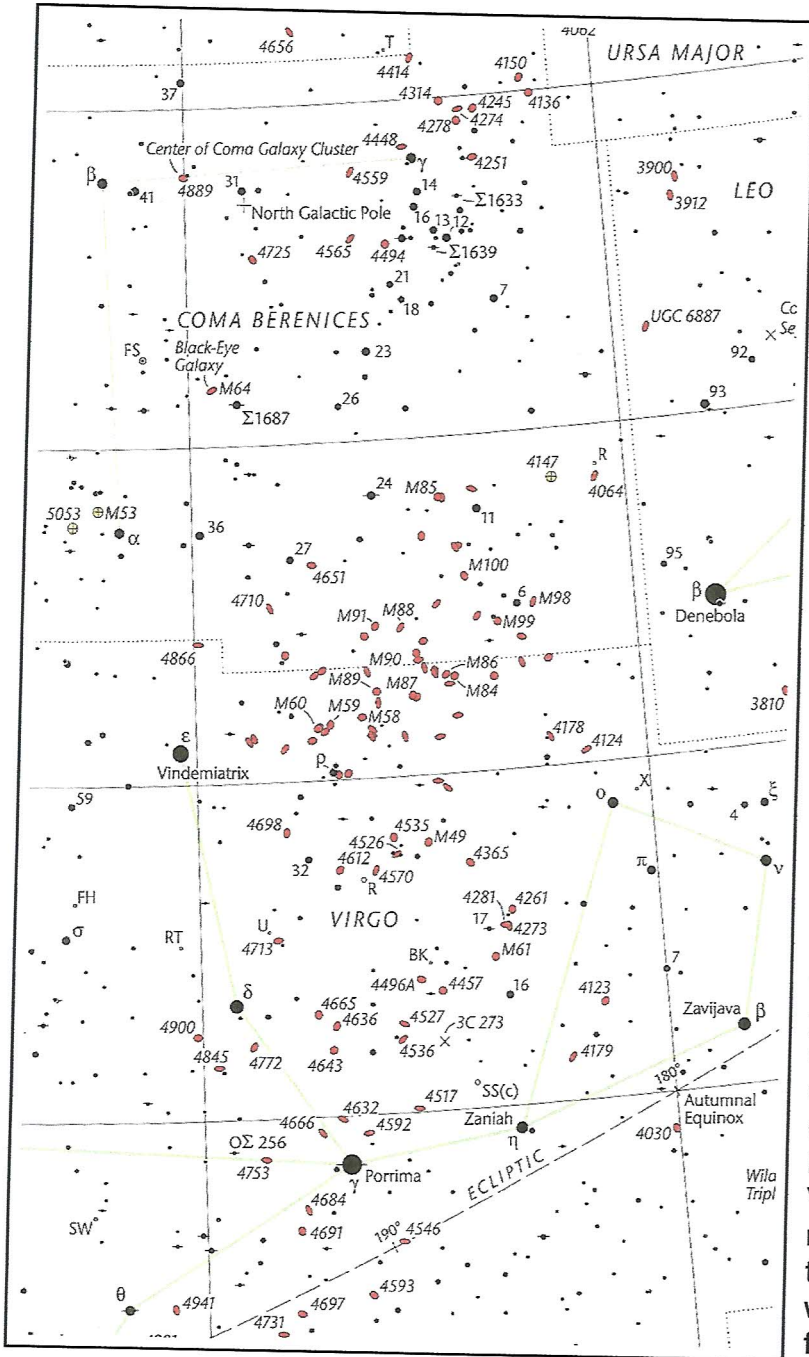 4656
T
4062
URSA MAJOR
4414
4150
37
4314
4245
4136
4278
4274
4448
Center of Coma Galaxy Cluster
γ
4251
β
4559
3900
41
4889
31
14
Σ1633
LEO
North Galactic Pole
3912
16
13
12
4725
4565
4494
Σ1639
21
7
18
UGC 6887
COMA BERENICES
FS
Black-Eye
Galaxy
23
92
M64
26
93
Σ1687
24
M85
4147
R
4064
5053
M53
11
α
36
27
M100
95
4651
β
4710
6
M98
Denebola
M91
M88
M99
4866
M90
M86
M89
M87
M84
3810
M60
M59
M58
4178
ε
4124
Vindemiatrix
ρ
ο
X
ξ
59
4
4698
4535
4526
M49
ν
4612
4365
32
4570
π
R
FH
4281
4261
VIRGO
17
4273
σ
RT
U
4713
M61
BK
7
4496A
4457
16
4123
δ
4665
Zavijava
β
4636
4527
3C 273
4900
4536
4772
4643
4179
4845
180°
SS(c)
4517
Autumnal
Equinox
4632
Zaniah
4666
4592
η
4030
OΣ 256
4753
Porrima
γ
ECLIPTIC
4684
SW
4691
190°
4546
4593
θ
4941
4697
4731